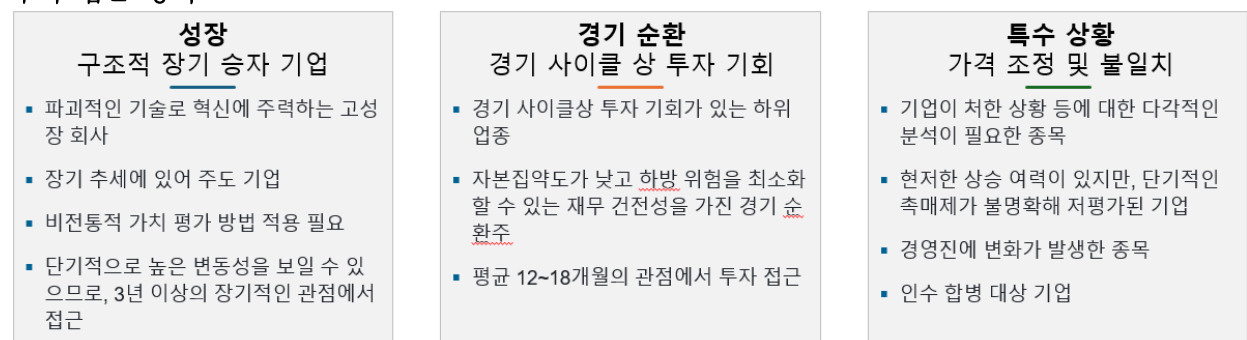 성장
구조적 장기 승자 기업
▪ 파괴적인 기술로 혁신에 주력하는 고성
장 회사
▪ 장기 추세에 있어 주도 기업
▪ 비전통적 가치 평가 방법 적용 필요
▪ 단기적으로 높은 변동성을 보일 수 있
으므로, 3년 이상의 장기적인 관점에서
접근
경기 순환
경기 사이클 상 투자 기회
▪ 경기 사이클상 투자 기회가 있는 하위
업종
▪ 자본집약도가 낮고 하방 위험을 최소화
할 수 있는 재무 건전성을 가진 경기 순
환주
▪ 평균 12~18개월의 관점에서 투자 접근
특수 상황
가격 조정 및 불일치
▪ 기업이 처한 상황 등에 대한 다각적인
분석이 필요한 종목
▪ 현저한 상승 여력이 있지만, 단기적인
촉매제가 불명확해 저평가된 기업
▪ 경영진에 변화가 발생한 종목
▪ 인수 합병 대상 기업